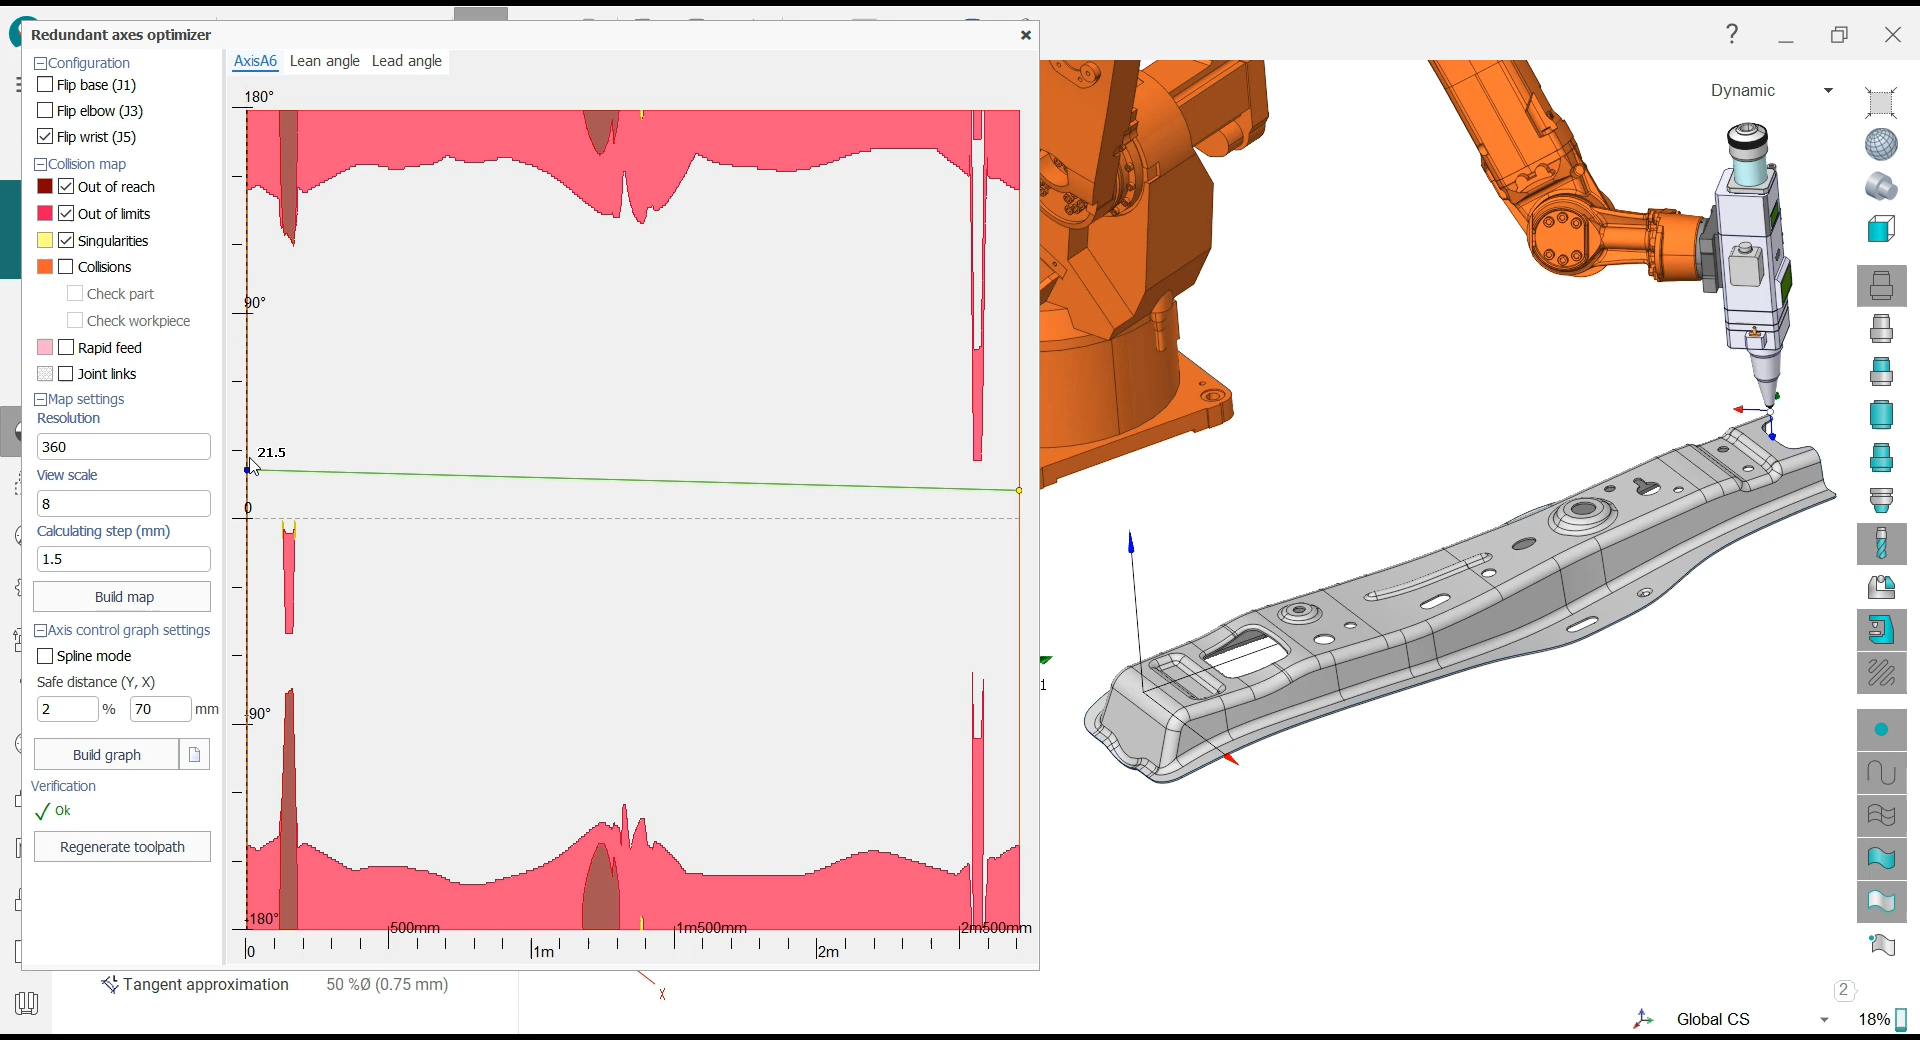 Redundant axes optimizer
Configuration
Flip base (J1)
Flip elbow (J3)
Flip wrist (J5)
Collision map
Out of reach
Out of limits
Singularities
Collisions
Check part
Check workpiece
Rapid feed
Joint links
Map settings
Resolution
360
View scale
8
Calculating step (mm)
1.5
Build map
Axis control graph settings
Spline mode
Safe distance (Y, X)
2 % 70 mm
Build graph
Verification
Ok
Regenerate toolpath
AxisA6 Lean angle Lead angle
180°
90°
21.5
0
-90°
-180°
500mm 1m500mm 2m500mm
0 1m 2m
Tangent approximation 50 %Ø (0.75 mm)
X
1
?
Dynamic
2
Global CS 18%